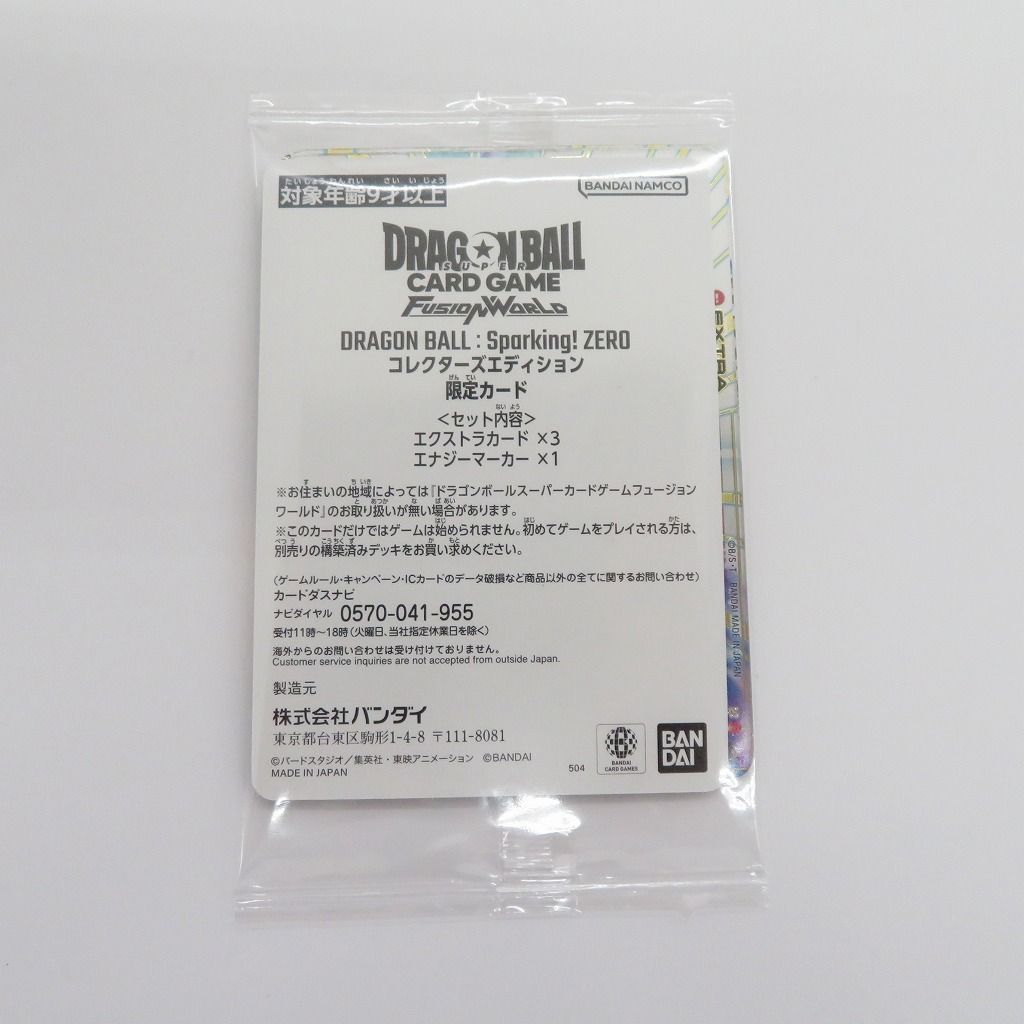 たいしょうねんれい さいいじょう
対象年齢9才以上
BANDAI NAMCO
DRAGON BALL
SUPER
CARD GAME
FUSION WORLD
DRAGON BALL : Sparking! ZERO
コレクターズエディション
げんてい
限定カード
ないよう
＜セット内容＞
エクストラカード ×3
エナジーマーカー ×1
す ちいき
※お住まいの地域によっては『ドラゴンボールスーパーカードゲームフュージョン
と あつか な ばあい
ワールド』のお取り扱いが無い場合があります。
はじ はじ かた
※このカードだけではゲームは始められません。初めてゲームをプレイされる方は、
べつう こうちくず か もと
別売りの構築済みデッキをお買い求めください。
（ゲームルール・キャンペーン・ICカードのデータ破損など商品以外の全てに関するお問い合わせ）
カードダスナビ
ナビダイヤル 0570-041-955
受付11時～18時（火曜日、当社指定休業日を除く）
海外からのお問い合わせは受け付けておりません。
Customer service inquiries are not accepted from outside Japan.
製造元
株式会社バンダイ
東京都台東区駒形1-4-8 〒111-8081
©バードスタジオ／集英社・東映アニメーション ©BANDAI
MADE IN JAPAN
504
BANDAI
CARD GAMES
BAN
DAI
EXTRA
©B/S・T BANDAI MADE IN JAPAN